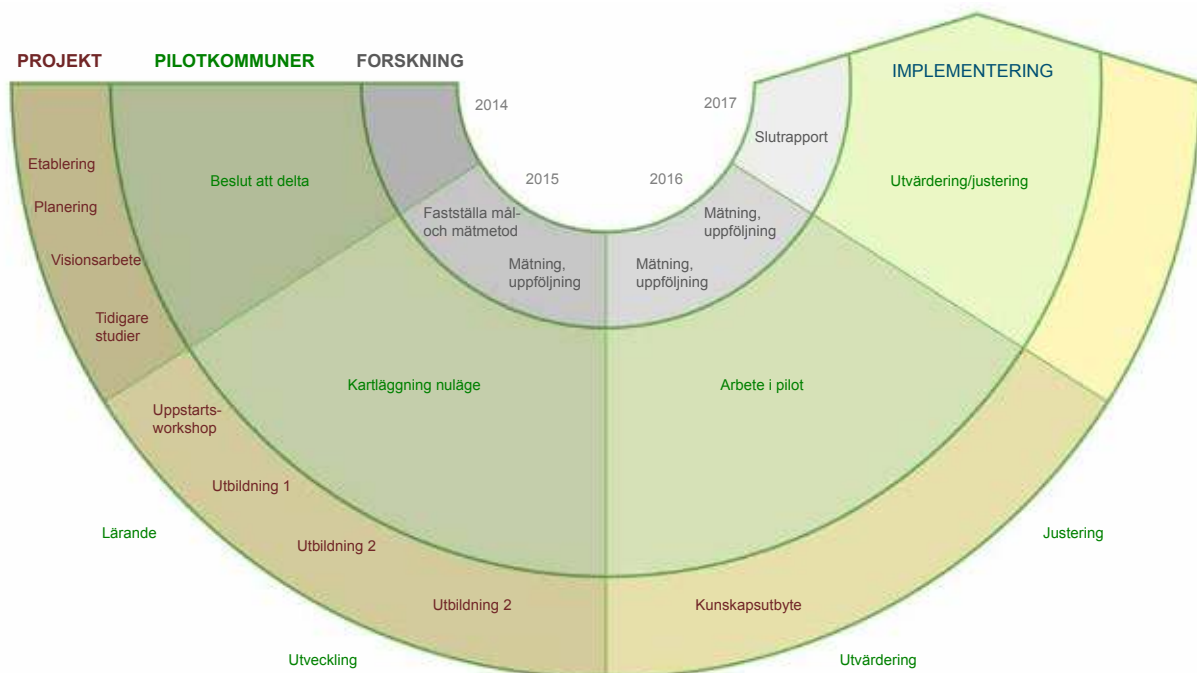 PROJEKT
PILOTKOMMUNER
FORSKNING
IMPLEMENTERING
2014
2017
2015
2016
Etablering
Planering
Visionsarbete
Tidigare
studier
Beslut att delta
Fastställa mål-
och mätmetod
Mätning,
uppföljning
Mätning,
uppföljning
Mätning,
uppföljning
Slutrapport
Utvärdering/justering
Kartläggning nuläge
Arbete i pilot
Uppstarts-
workshop
Utbildning 1
Utbildning 2
Utbildning 2
Kunskapsutbyte
Lärande
Utveckling
Utvärdering
Justering